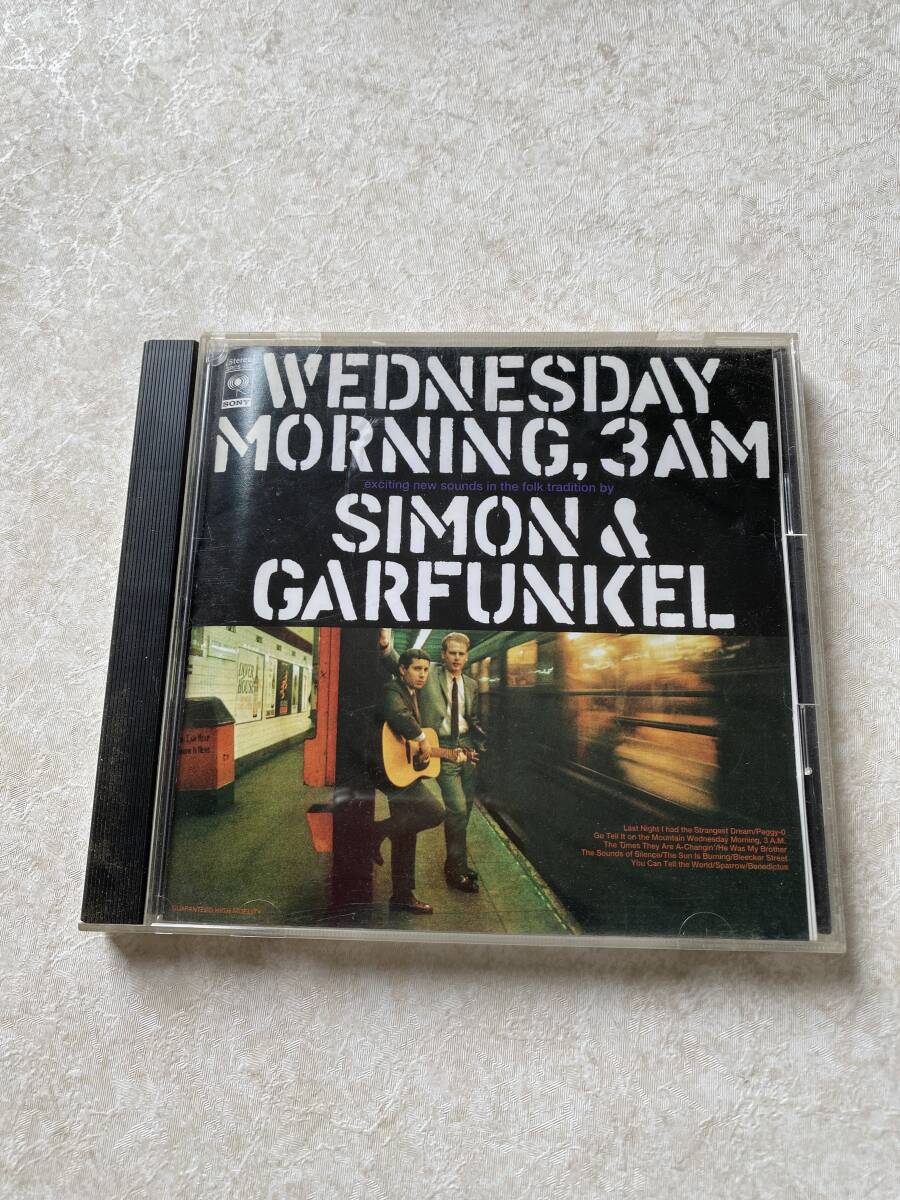 Stereo
SONY
WEDNESDAY
MORNING, 3AM
exciting new sounds in the folk tradition by
SIMON &
GARFUNKEL
Last Night I had the Strangest Dream/Peggy-O
Go Tell It on the Mountain Wednesday Morning, 3 A.M.
The Times They Are A-Changin'/He Was My Brother
The Sounds of Silence/The Sun Is Burning/Bleecker Street
You Can Tell the World/Sparrow/Benedictus
GUARANTEED HIGH FIDELITY